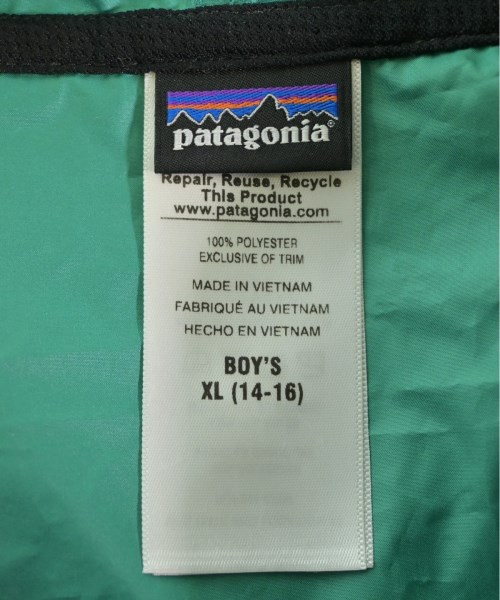 patagonia®
Repair, Reuse, Recycle
This Product
www.patagonia.com
100% POLYESTER
EXCLUSIVE OF TRIM
MADE IN VIETNAM
FABRIQUÉ AU VIETNAM
HECHO EN VIETNAM
BOY'S
XL (14-16)